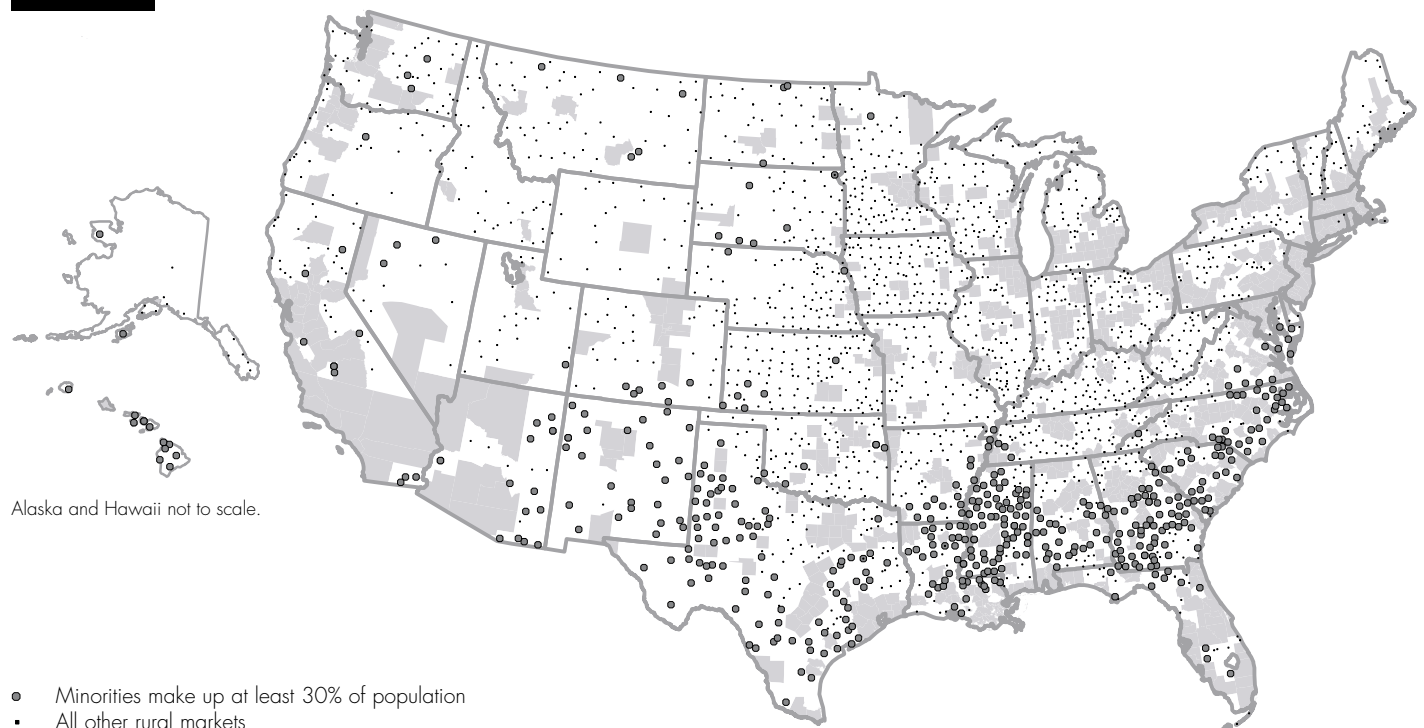 Alaska and Hawaii not to scale.
Minorities make up at least 30% of population
All other rural markets